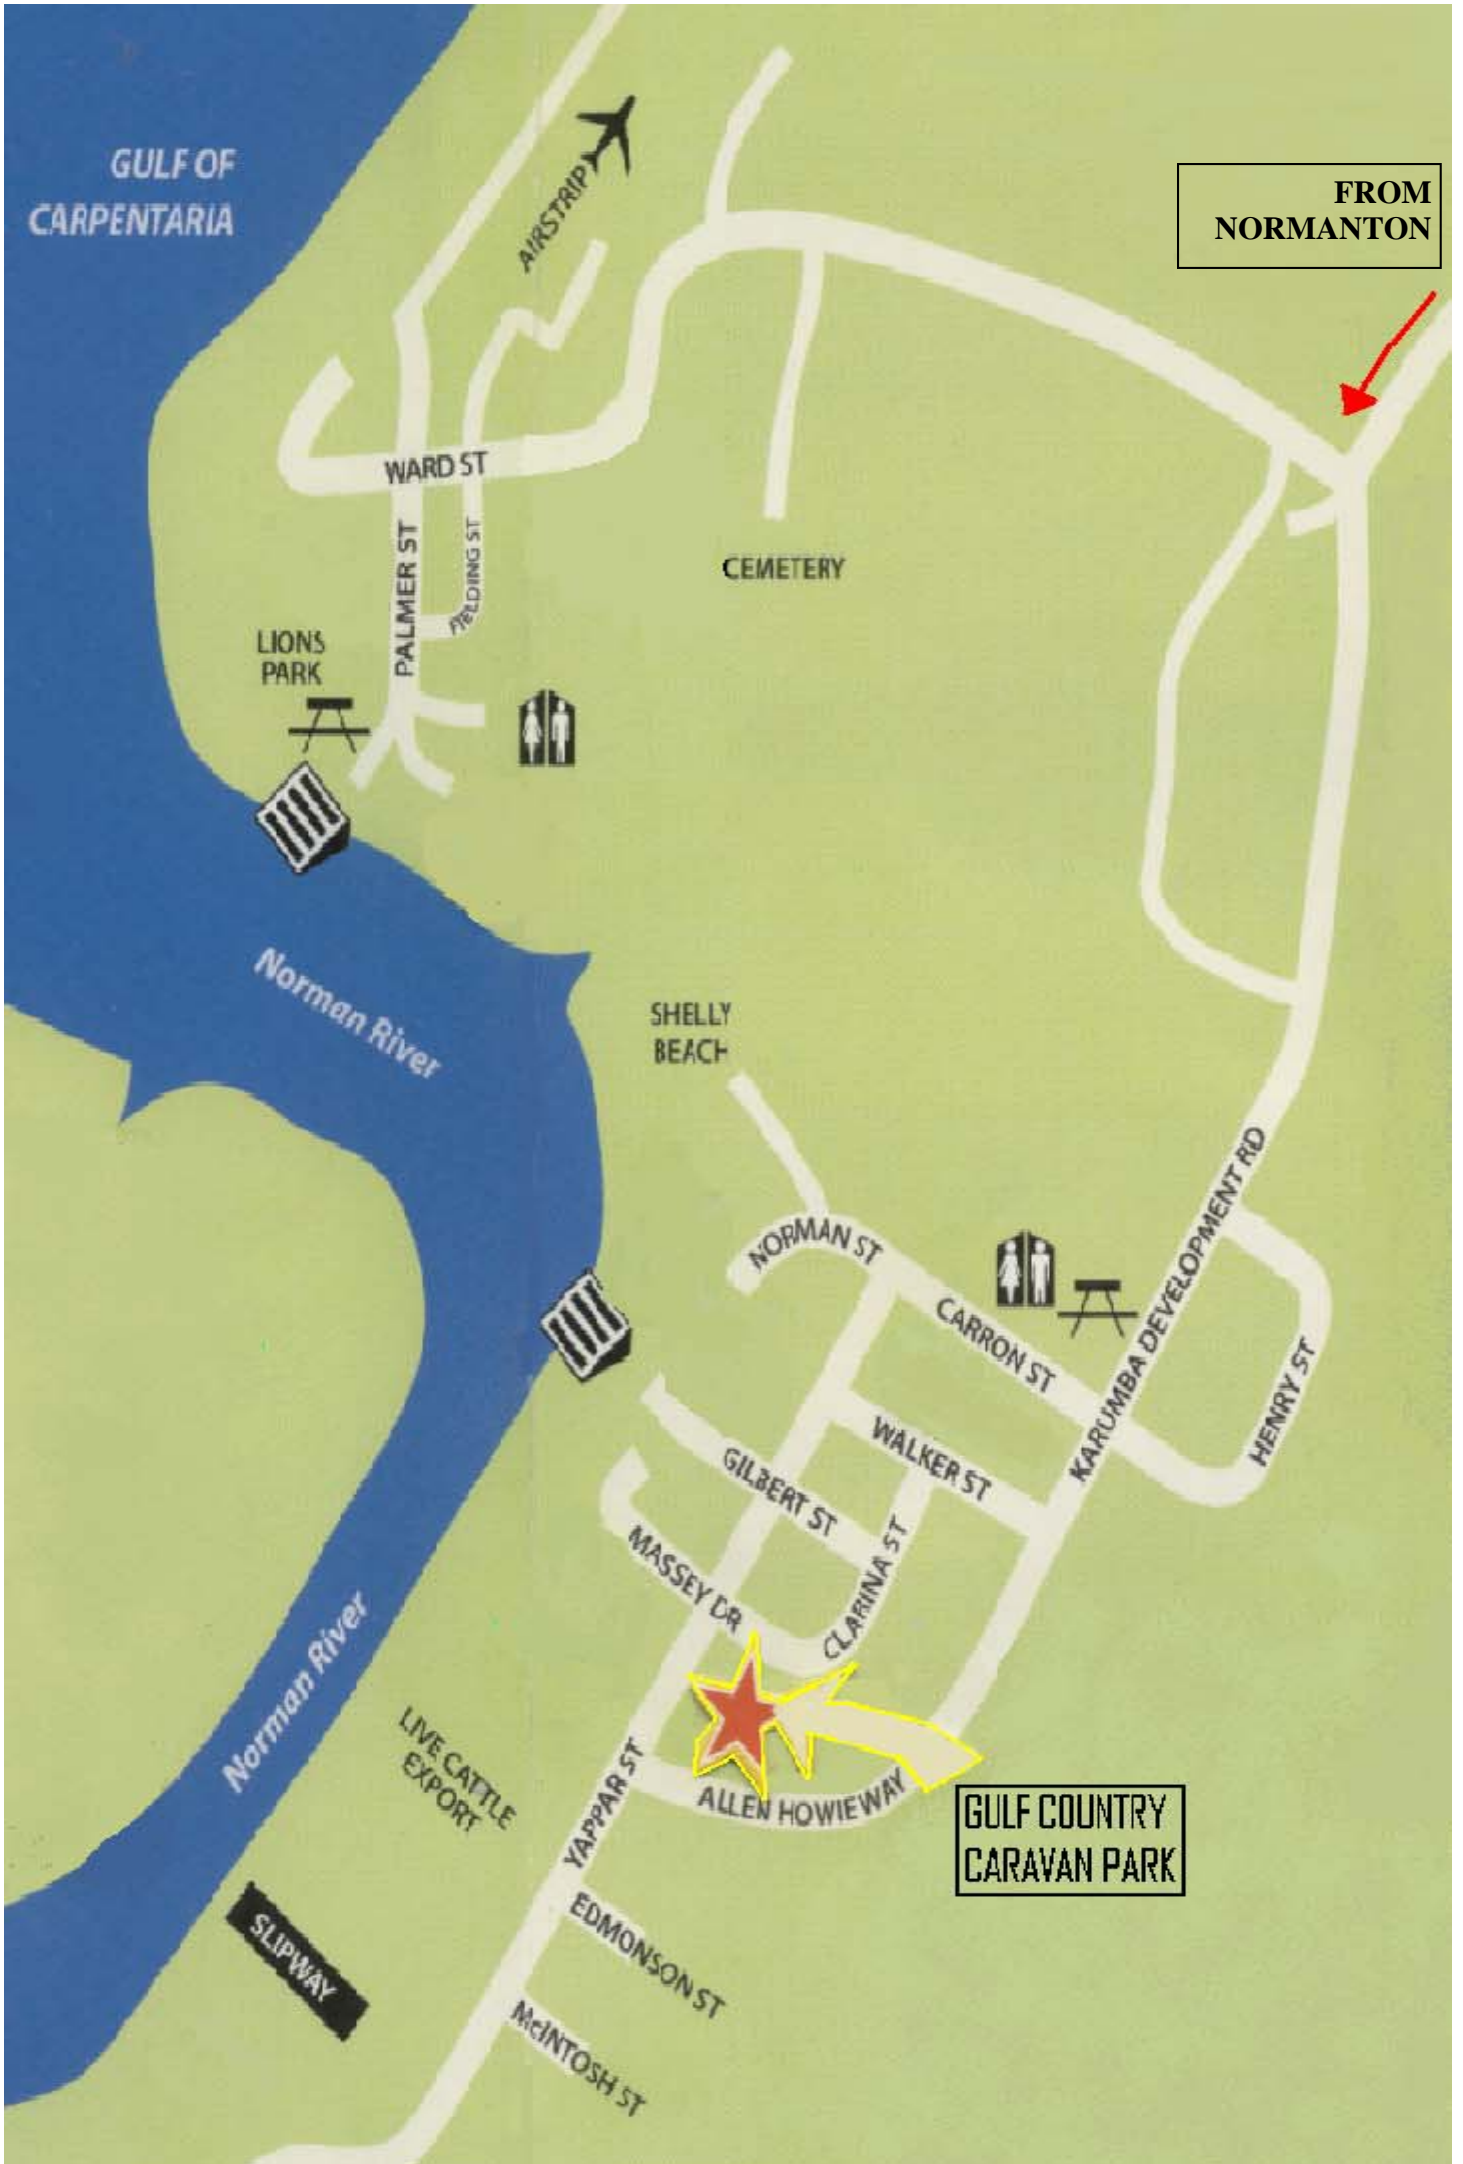 GULF OF
CARPENTARIA
AIRSTRIP
FROM
NORMANTON
WARD ST
PALMER ST
FIELDING ST
CEMETERY
LIONS
PARK
Norman River
SHELLY
BEACH
NORMAN ST
CARRON ST
KARUMBA DEVELOPMENT RD
HENRY ST
WALKER ST
GILBERT ST
CLARINA ST
MASSEY DR
Norman River
LIVE CATTLE
EXPORT
YAPPAR ST
ALLEN HOWIE WAY
GULF COUNTRY
CARAVAN PARK
SLIPWAY
EDMONSON ST
McINTOSH ST